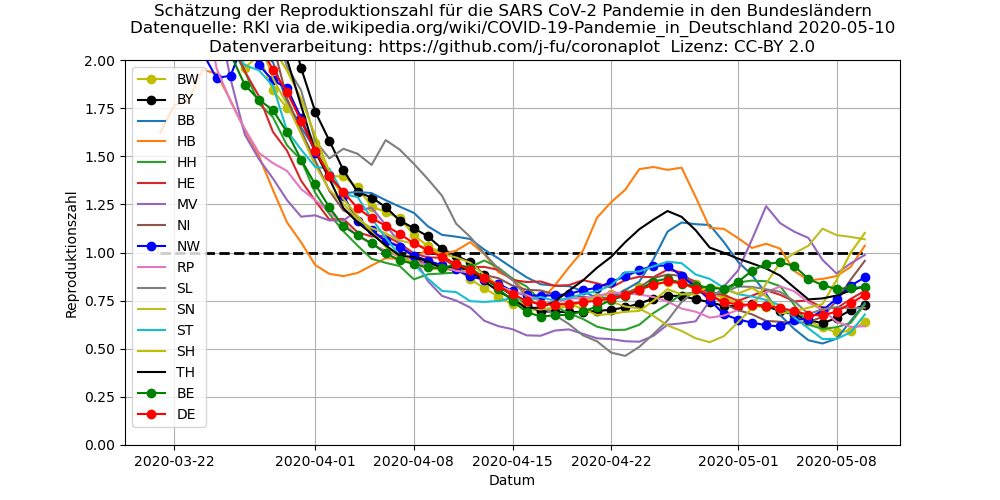 Schätzung der Reproduktionszahl für die SARS CoV-2 Pandemie in den Bundesländern
Datenquelle: RKI via de.wikipedia.org/wiki/COVID-19-Pandemie_in_Deutschland 2020-05-10
Datenverarbeitung: https://github.com/j-fu/coronaplot  Lizenz: CC-BY 2.0
Reproduktionszahl
2.00
1.75
1.50
1.25
1.00
0.75
0.50
0.25
0.00
BW
BY
BB
HB
HH
HE
MV
NI
NW
RP
SL
SN
ST
SH
TH
BE
DE
2020-03-22
2020-04-01
2020-04-08
2020-04-15
2020-04-22
2020-05-01
2020-05-08
Datum